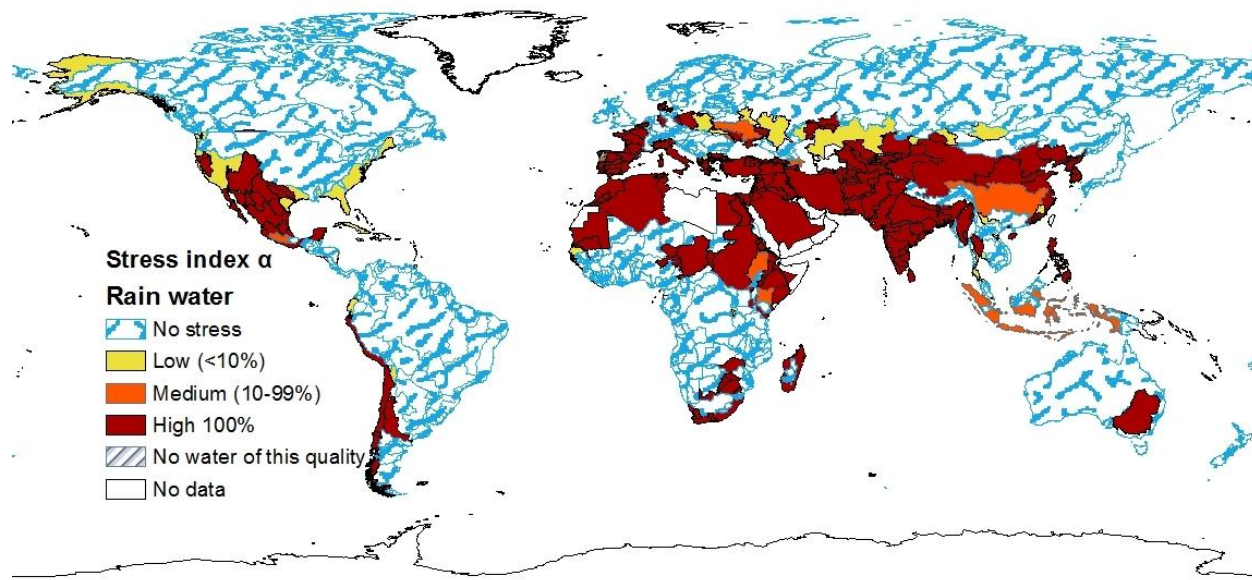 Stress index α
Rain water
No stress
Low (<10%)
Medium (10-99%)
High 100%
No water of this quality
No data